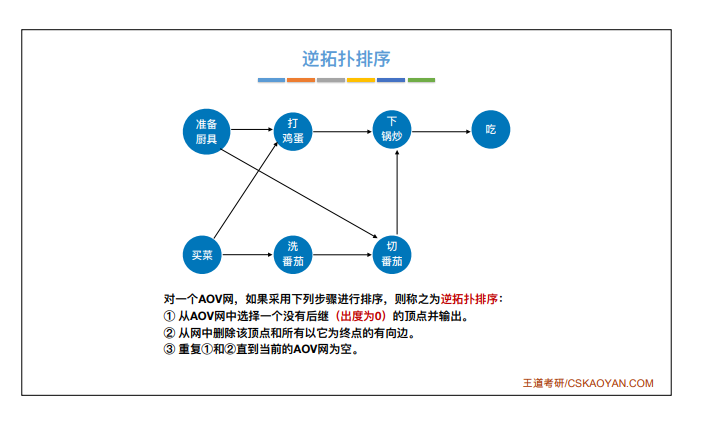 逆拓扑排序
准备
厨具
打
鸡蛋
下
锅炒
吃
买菜
洗
番茄
切
番茄
对一个AOV网，如果采用下列步骤进行排序，则称之为逆拓扑排序：
① 从AOV网中选择一个没有后继（出度为0）的顶点并输出。
② 从网中删除该顶点和所有以它为终点的有向边。
③ 重复①和②直到当前的AOV网为空。
王道考研/CSKAOYAN.COM